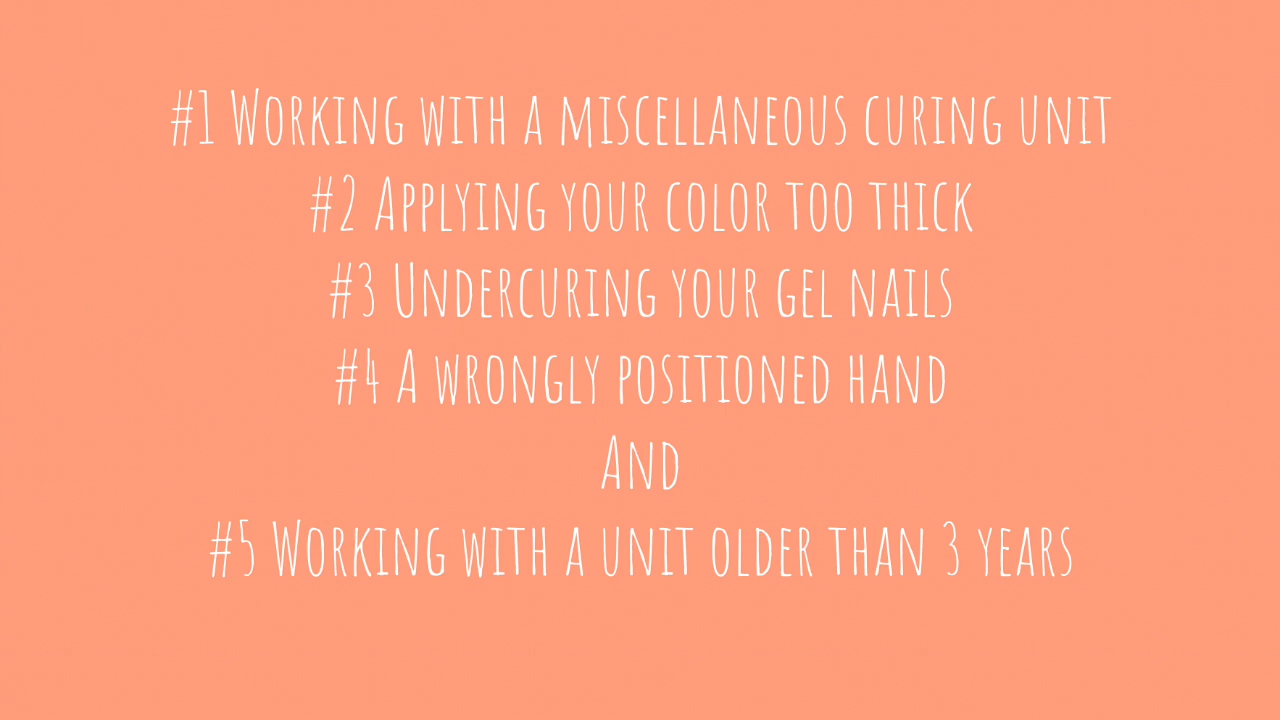 #1 Working with a miscellaneous curing unit
#2 Applying your color too thick
#3 Undercuring your gel nails
#4 A wrongly positioned hand
And
#5 Working with a unit older than 3 years